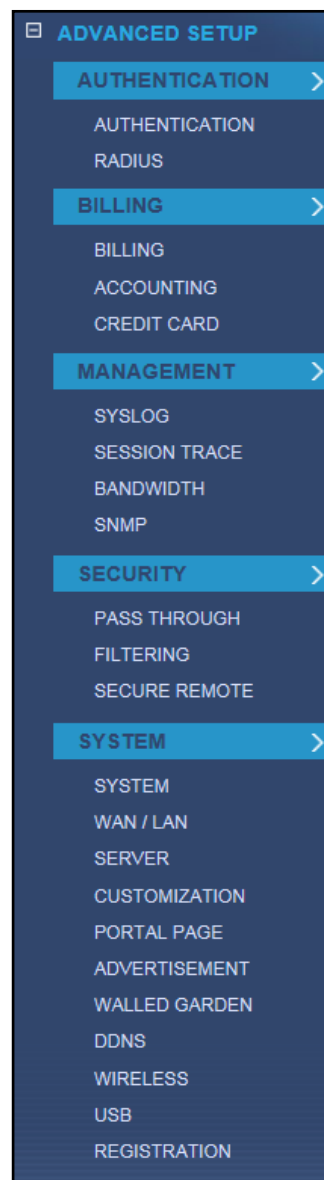 ADVANCED SETUP
AUTHENTICATION
AUTHENTICATION
RADIUS
BILLING
BILLING
ACCOUNTING
CREDIT CARD
MANAGEMENT
SYSLOG
SESSION TRACE
BANDWIDTH
SNMP
SECURITY
PASS THROUGH
FILTERING
SECURE REMOTE
SYSTEM
SYSTEM
WAN / LAN
SERVER
CUSTOMIZATION
PORTAL PAGE
ADVERTISEMENT
WALLED GARDEN
DDNS
WIRELESS
USB
REGISTRATION